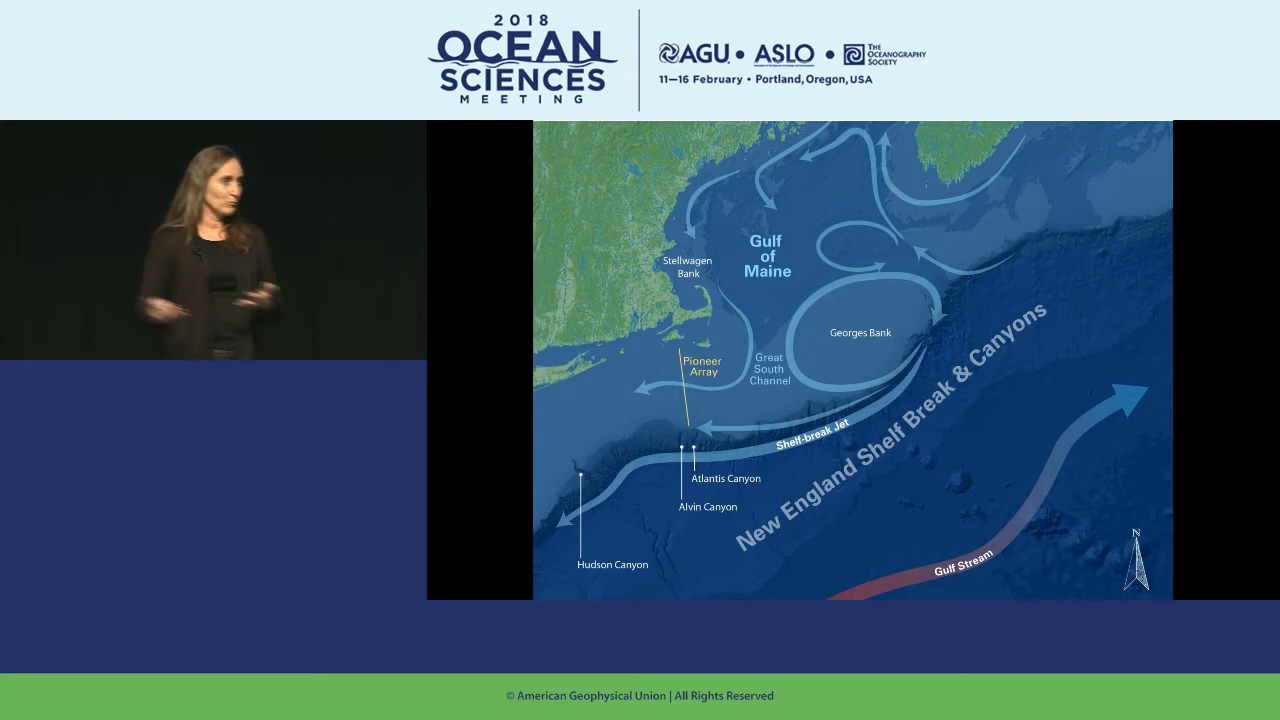 2018
OCEAN
SCIENCES
MEETING
AGU • ASLO • THE
OCEANOGRAPHY
SOCIETY
11–16 February • Portland, Oregon, USA
Stellwagen
Bank
Gulf
of
Maine
Georges Bank
Pioneer
Array
Great
South
Channel
New England Shelf Break & Canyons
Shelf-break Jet
Atlantis Canyon
Alvin Canyon
Hudson Canyon
Gulf Stream
N
© American Geophysical Union | All Rights Reserved